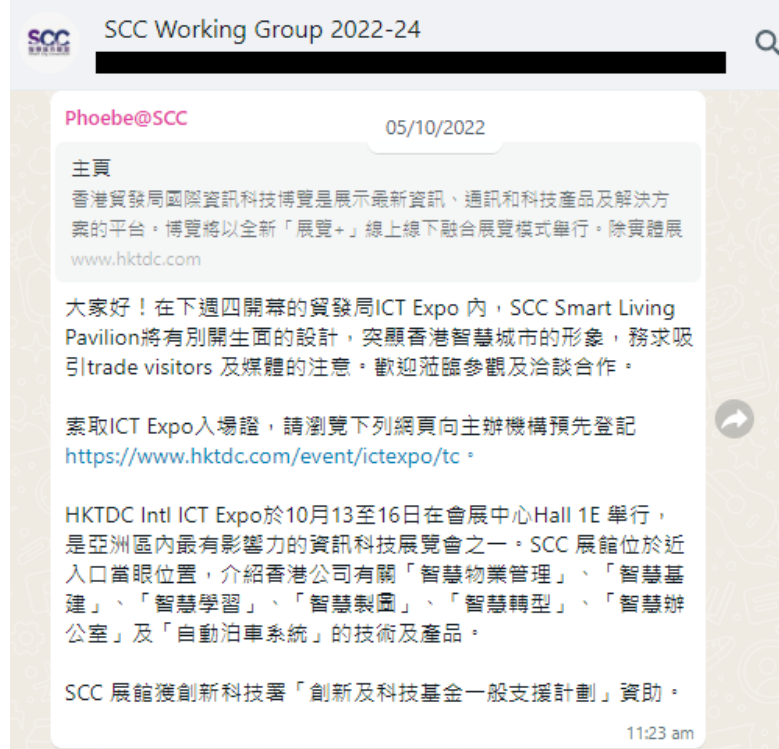 SCC Working Group 2022-24
SCC
Phoebe@SCC
05/10/2022
主頁
香港貿發局國際資訊科技博覽是展示最新資訊、通訊和科技產品及解決方
案的平台。博覽將以全新「展覽+」線上線下融合展覽模式舉行。除實體展
www.hktdc.com
大家好！在下週四開幕的貿發局ICT Expo 內，SCC Smart Living
Pavilion將有別開生面的設計，突顯香港智慧城市的形象，務求吸
引trade visitors 及媒體的注意。歡迎蒞臨參觀及洽談合作。
索取ICT Expo入場證，請瀏覽下列網頁向主辦機構預先登記
https://www.hktdc.com/event/ictexpo/tc。
HKTDC Intl ICT Expo於10月13至16日在會展中心Hall 1E 舉行，
是亞洲區內最有影響力的資訊科技展覽會之一。SCC 展館位於近
入口當眼位置，介紹香港公司有關「智慧物業管理」、「智慧基
建」、「智慧學習」、「智慧製圖」、「智慧轉型」、「智慧辦
公室」及「自動泊車系統」的技術及產品。
SCC 展館獲創新科技署「創新及科技基金一般支援計劃」資助。
11:23 am